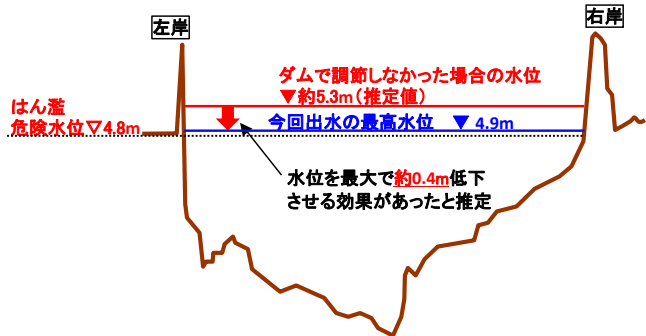 左岸
右岸
ダムで調節しなかった場合の水位
▼約5.3m（推定値）
はん濫
危険水位▽4.8m
今回出水の最高水位 ▼ 4.9m
水位を最大で約0.4m低下
させる効果があったと推定